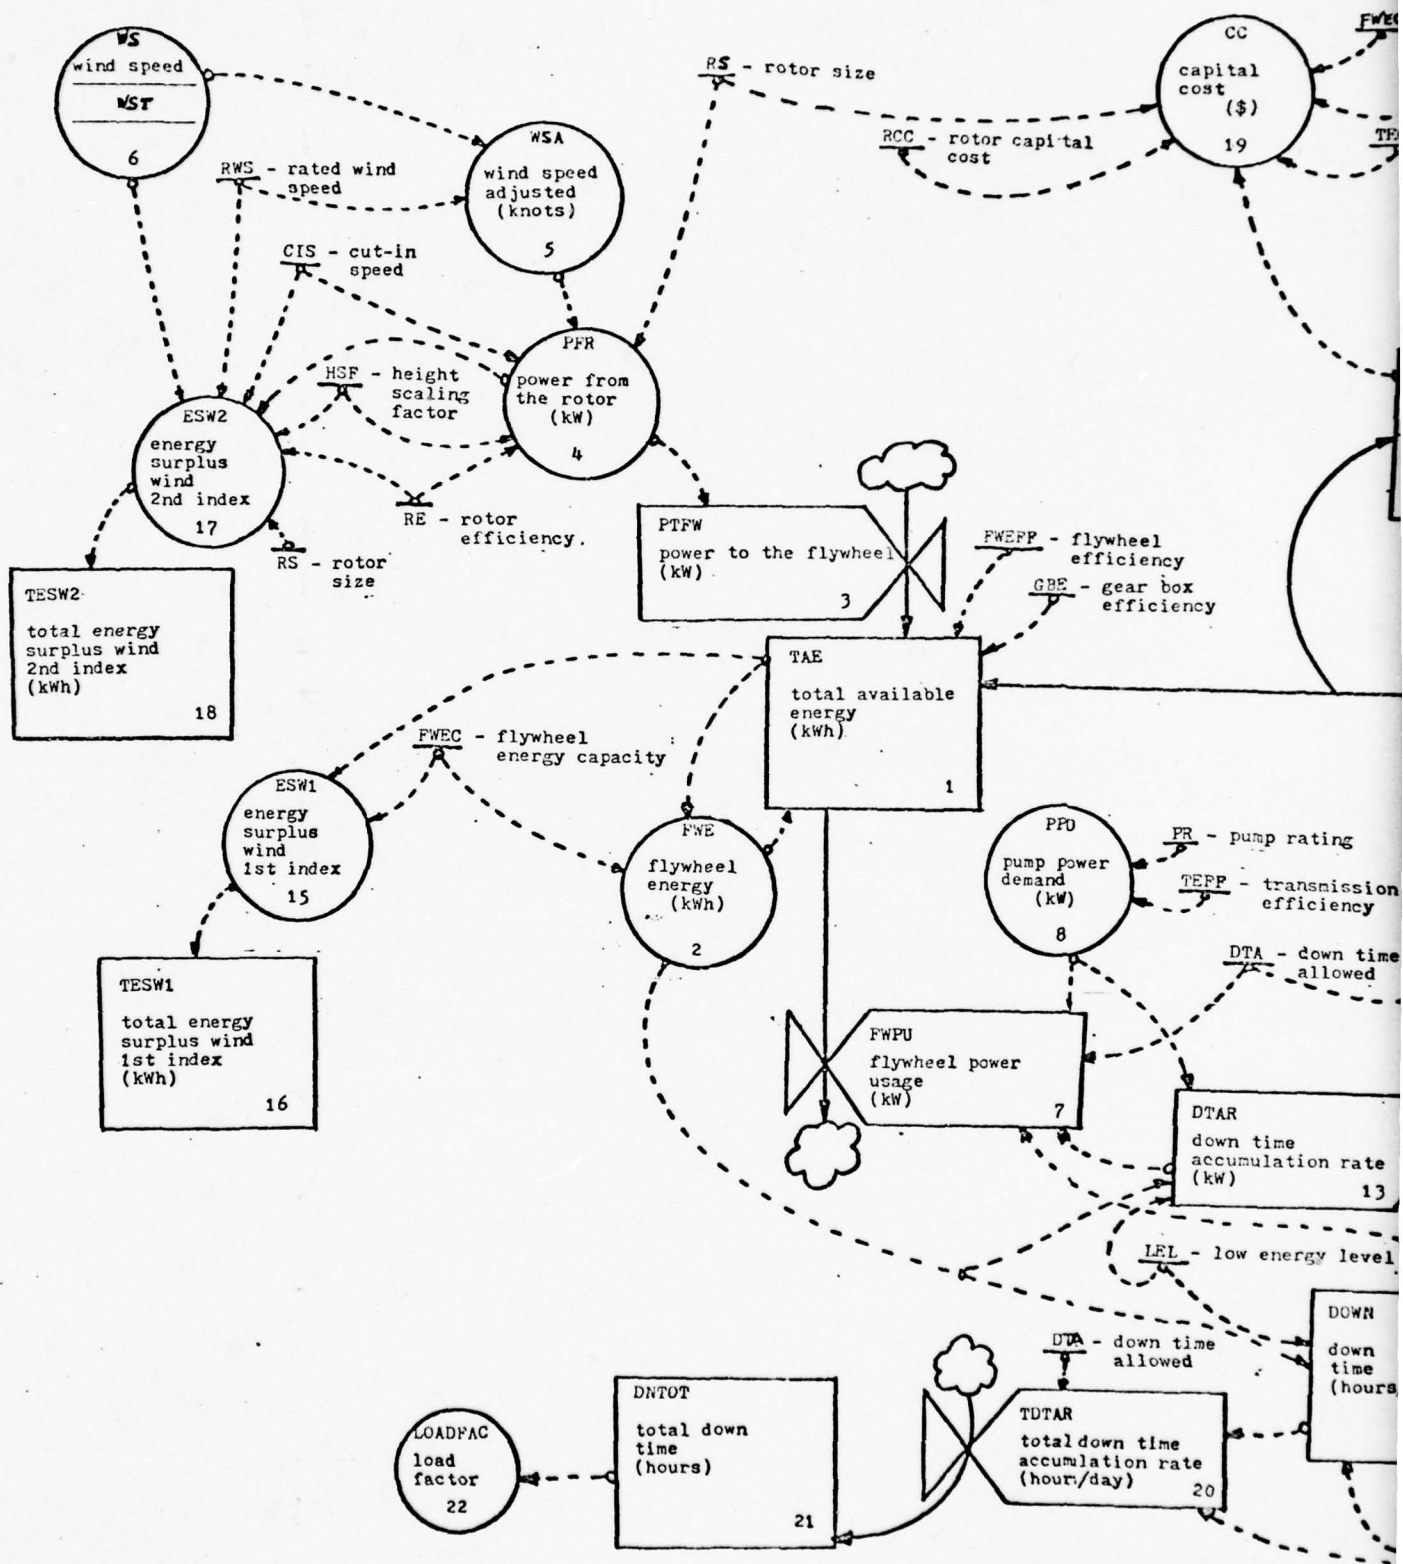 WS
wind speed
WST
6
RWS - rated wind
speed
WSA
wind speed
adjusted
(knots)
5
RS - rotor size
RCC - rotor capital
cost
CC
capital
cost
($)
19
CIS - cut-in
speed
HSF - height
scaling
factor
PFR
power from
the rotor
(kW)
4
ESW2
energy
surplus
wind
2nd index
17
RE - rotor
efficiency.
RS - rotor
size
TESW2
total energy
surplus wind
2nd index
(kWh)
18
PTFW
power to the flywheel
(kW)
3
FWEFF - flywheel
efficiency
GBE - gear box
efficiency
TAE
total available
energy
(kWh)
1
FWEC - flywheel
energy capacity
ESW1
energy
surplus
wind
1st index
15
FWE
flywheel
energy
(kWh)
2
PPD
pump power
demand
(kW)
8
PR - pump rating
TEFF - transmission
efficiency
DTA - down time
allowed
TESW1
total energy
surplus wind
1st index
(kWh)
16
FWPU
flywheel power
usage
(kW)
7
DTAR
down time
accumulation rate
(kW)
13
LEL - low energy level
DOWN
down
time
(hours
DTA - down time
allowed
TDTAR
total down time
accumulation rate
(hour/day)
20
DNTOT
total down
time
(hours)
21
LOADFAC
load
factor
22